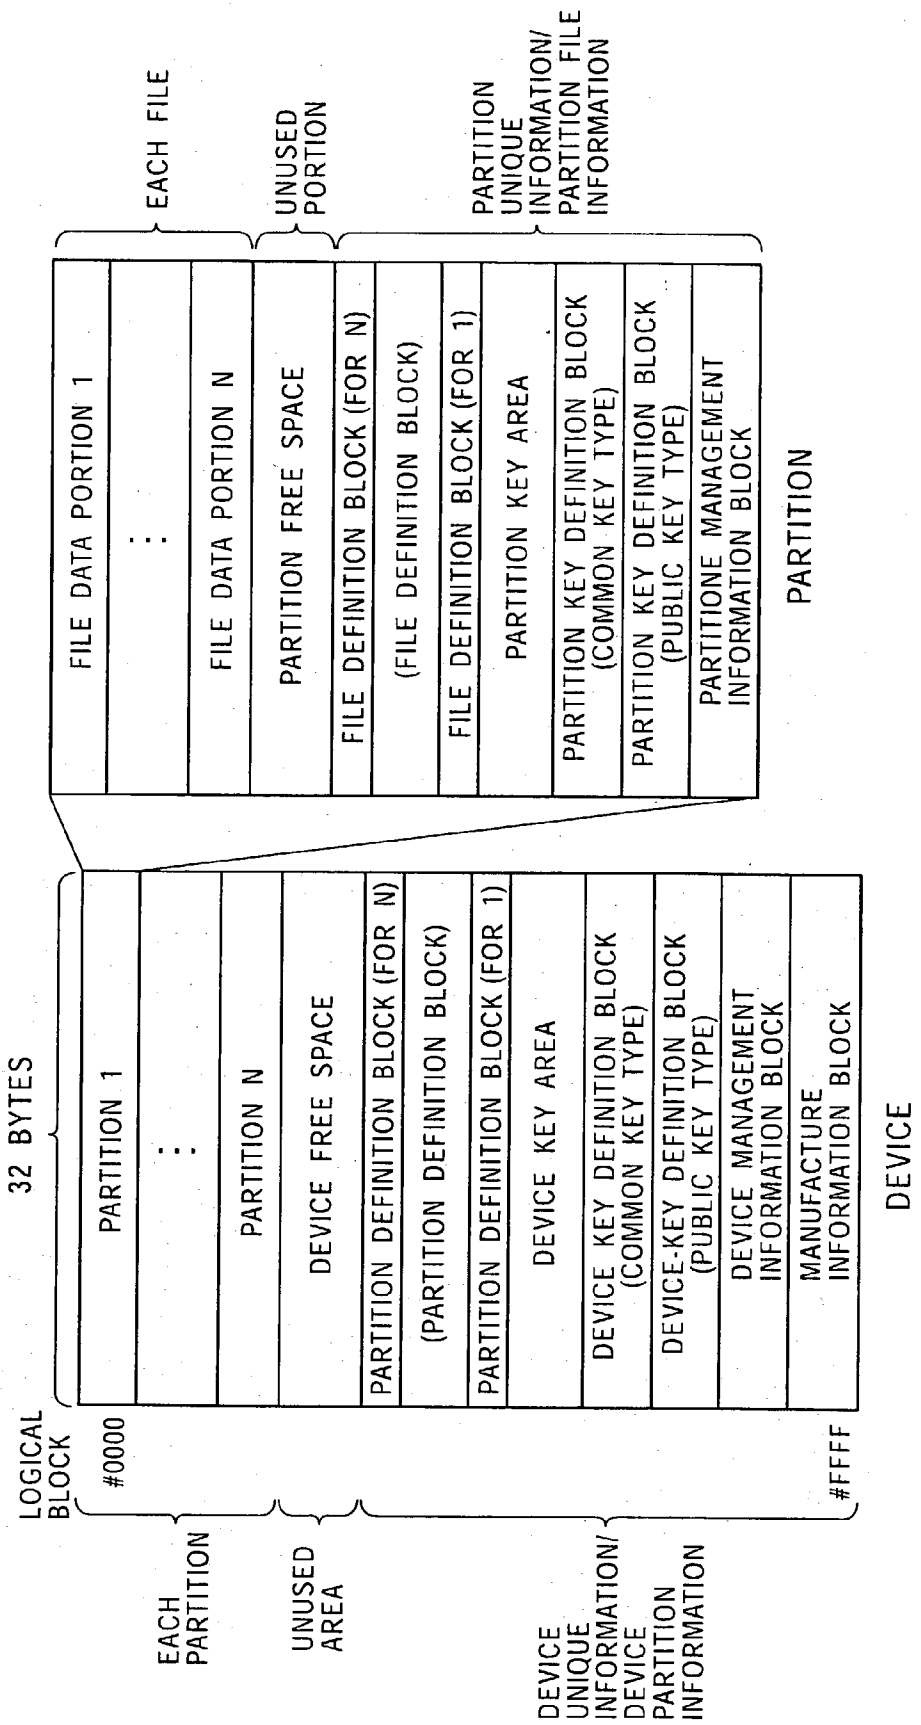 32 BYTES
LOGICAL
BLOCK
#0000
#FFFF
EACH
PARTITION
UNUSED
AREA
DEVICE
UNIQUE
INFORMATION/
DEVICE
PARTITION
INFORMATION
PARTITION 1
...
PARTITION N
DEVICE FREE SPACE
PARTITION DEFINITION BLOCK (FOR N)
(PARTITION DEFINITION BLOCK)
PARTITION DEFINITION BLOCK (FOR 1)
DEVICE KEY AREA
DEVICE KEY DEFINITION BLOCK
(COMMON KEY TYPE)
DEVICE-KEY DEFINITION BLOCK
(PUBLIC KEY TYPE)
DEVICE MANAGEMENT
INFORMATION BLOCK
MANUFACTURE
INFORMATION BLOCK
DEVICE
FILE DATA PORTION 1
...
FILE DATA PORTION N
PARTITION FREE SPACE
FILE DEFINITION BLOCK (FOR N)
(FILE DEFINITION BLOCK)
FILE DEFINITION BLOCK (FOR 1)
PARTITION KEY AREA
PARTITION KEY DEFINITION BLOCK
(COMMON KEY TYPE)
PARTITION KEY DEFINITION BLOCK
(PUBLIC KEY TYPE)
PARTITIONE MANAGEMENT
INFORMATION BLOCK
PARTITION
EACH FILE
UNUSED
PORTION
PARTITION
UNIQUE
INFORMATION/
PARTITION FILE
INFORMATION